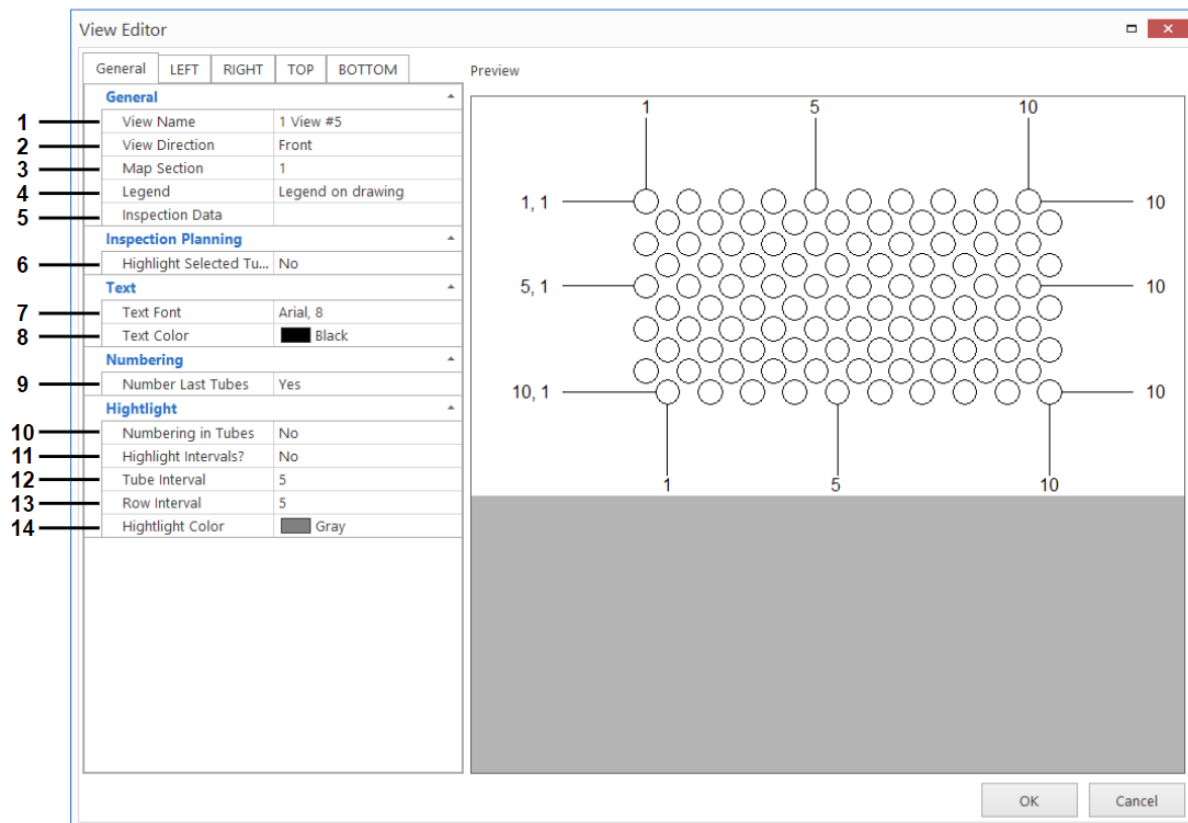 View Editor
General LEFT RIGHT TOP BOTTOM
General
1 View Name 1 View #5
2 View Direction Front
3 Map Section 1
4 Legend Legend on drawing
5 Inspection Data
Inspection Planning
6 Highlight Selected Tu... No
Text
7 Text Font Arial, 8
8 Text Color Black
Numbering
9 Number Last Tubes Yes
Hightlight
10 Numbering in Tubes No
11 Highlight Intervals? No
12 Tube Interval 5
13 Row Interval 5
14 Hightlight Color Gray
Preview
1 5 10
1, 1 10
5, 1 10
10, 1 10
1 5 10
OK Cancel